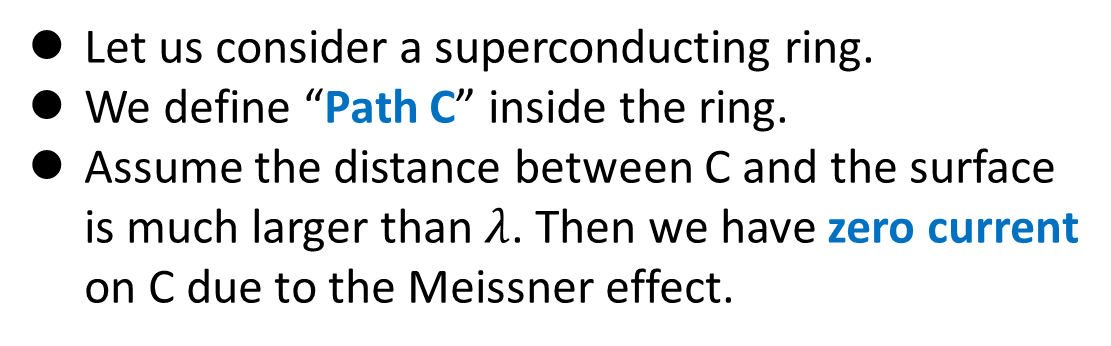 ● Let us consider a superconducting ring.
● We define “Path C” inside the ring.
● Assume the distance between C and the surface
is much larger than λ. Then we have zero current
on C due to the Meissner effect.